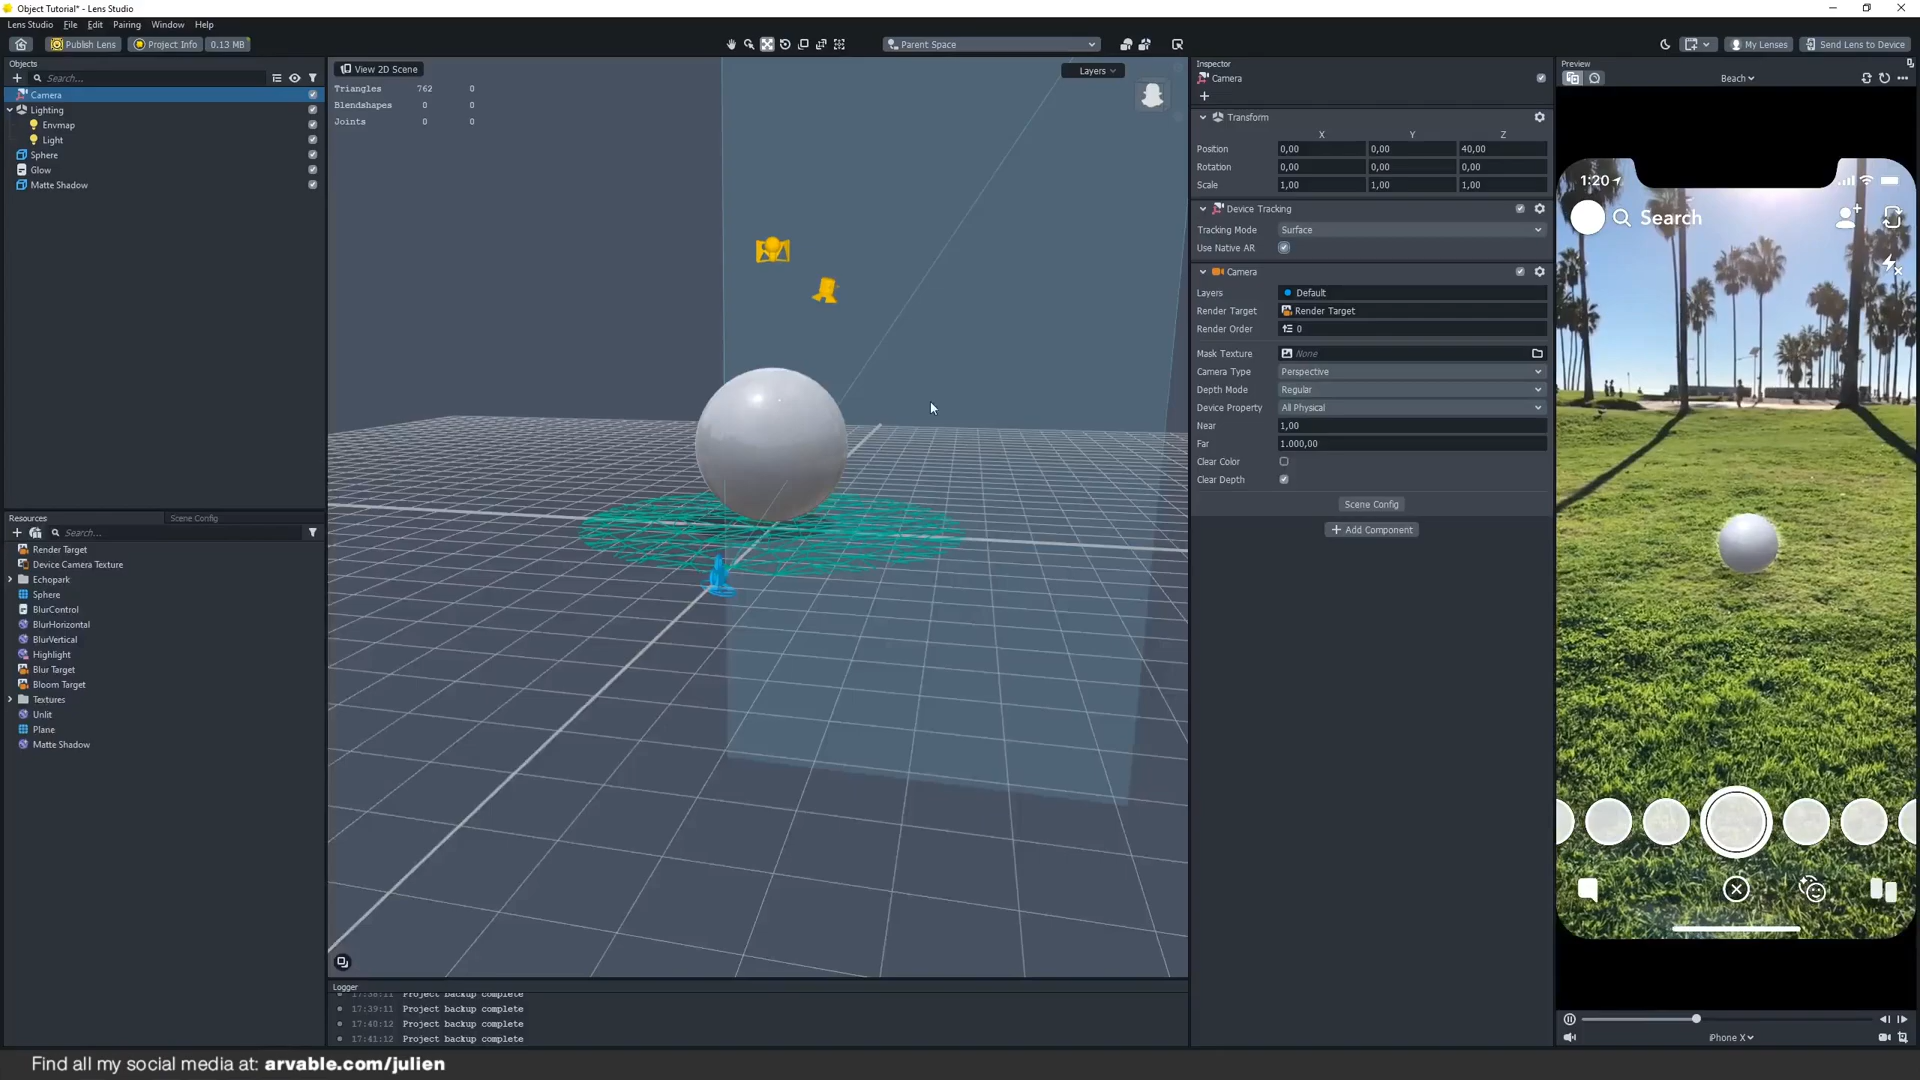 Object Tutorial* - Lens Studio
Lens Studio File Edit Pairing Window Help
Publish Lens Project Info 0.13 MB Parent Space My Lenses Send Lens to Device
Objects
Search...
Camera
Lighting
Envmap
Light
Sphere
Glow
Matte Shadow
Resources Scene Config
Search...
Render Target
Device Camera Texture
Echopark
Sphere
BlurControl
BlurHorizontal
BlurVertical
Highlight
Blur Target
Bloom Target
Textures
Unlit
Plane
Matte Shadow
View 2D Scene Layers
Triangles 762 0
Blendshapes 0 0
Joints 0 0
Logger
17:38:11 Project backup complete
17:39:11 Project backup complete
17:40:12 Project backup complete
17:41:12 Project backup complete
Inspector
Camera
Transform
X Y Z
Position 0,00 0,00 40,00
Rotation 0,00 0,00 0,00
Scale 1,00 1,00 1,00
Device Tracking
Tracking Mode Surface
Use Native AR
Camera
Layers Default
Render Target Render Target
Render Order 0
Mask Texture None
Camera Type Perspective
Depth Mode Regular
Device Property All Physical
Near 1,00
Far 1.000,00
Clear Color
Clear Depth
Scene Config
+ Add Component
Preview
Beach
1:20
Search
iPhone X
Find all my social media at: arvable.com/julien